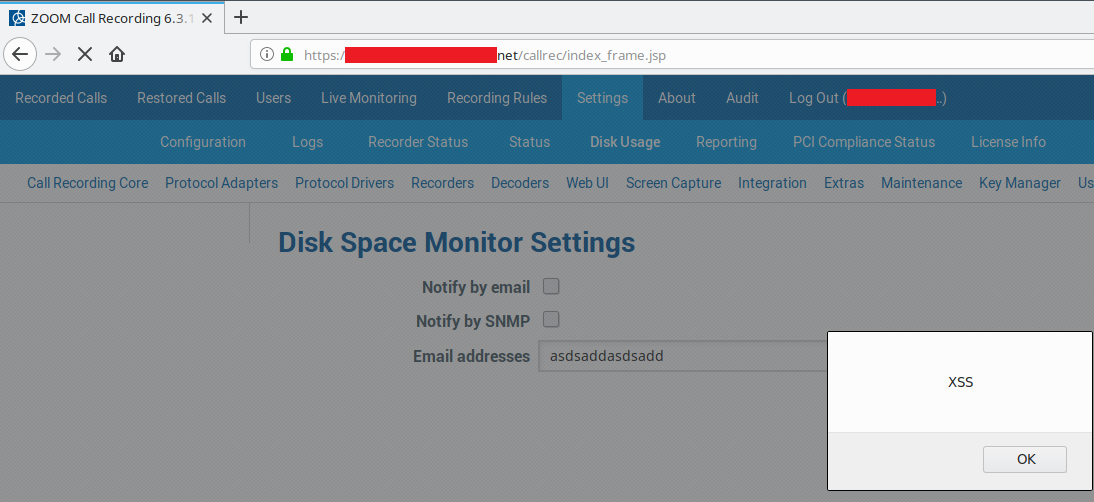 ZOOM Call Recording 6.3.1
https:/ net/callrec/index_frame.jsp
Recorded Calls Restored Calls Users Live Monitoring Recording Rules Settings About Audit Log Out ( ..)
Configuration Logs Recorder Status Status Disk Usage Reporting PCI Compliance Status License Info
Call Recording Core Protocol Adapters Protocol Drivers Recorders Decoders Web UI Screen Capture Integration Extras Maintenance Key Manager Us
Disk Space Monitor Settings
Notify by email
Notify by SNMP
Email addresses asdsaddasdsadd
XSS
OK